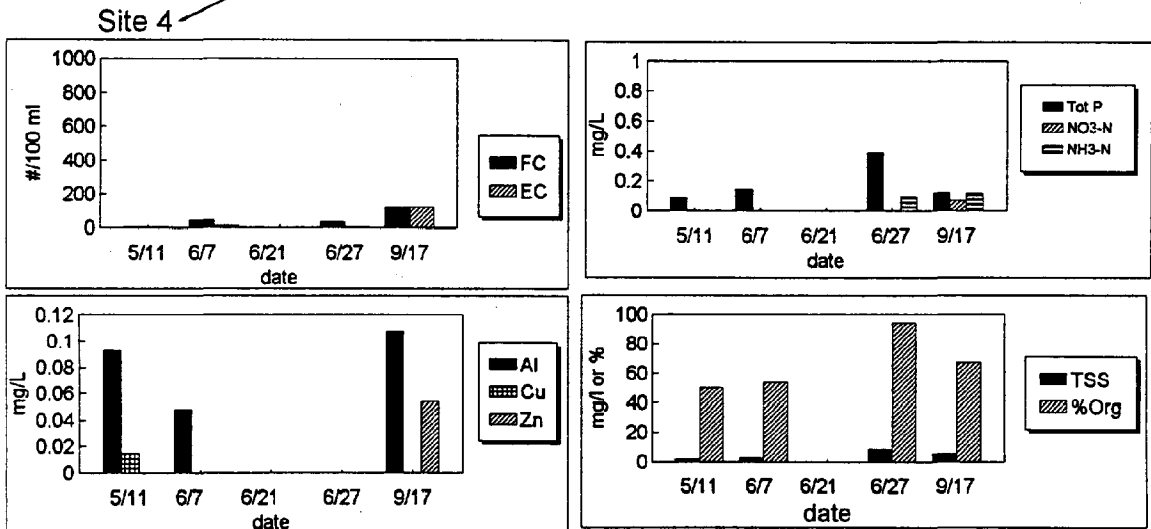 Site 4
1000
800
600
400
200
0
#/100 ml
5/11 6/7 6/21 6/27 9/17
date
FC
EC
1
0.8
0.6
0.4
0.2
0
mg/L
5/11 6/7 6/21 6/27 9/17
date
Tot P
NO3-N
NH3-N
0.12
0.1
0.08
0.06
0.04
0.02
0
mg/L
5/11 6/7 6/21 6/27 9/17
date
Al
Cu
Zn
100
80
60
40
20
0
mg/l or %
5/11 6/7 6/21 6/27 9/17
date
TSS
%Org